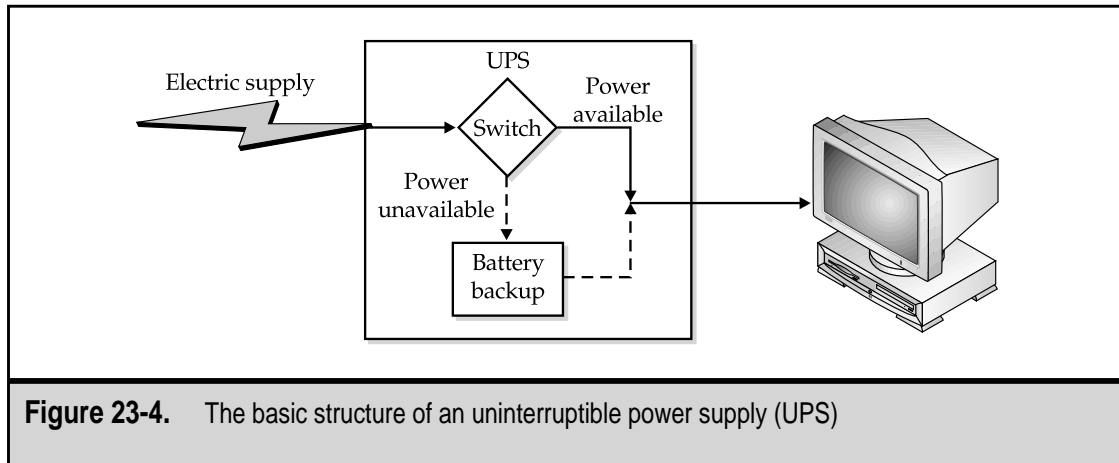 UPS
Electric supply
Power
available
Switch
Power
unavailable
Battery
backup
Figure 23-4. The basic structure of an uninterruptible power supply (UPS)